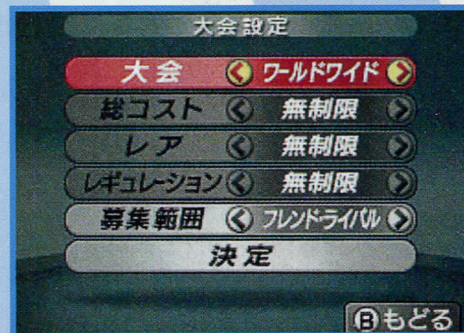 大会設定
大会 ワールドワイド
総コスト 無制限
レア 無制限
レギュレーション 無制限
募集範囲 フレンド・ライバル
決定
Ⓑもどる